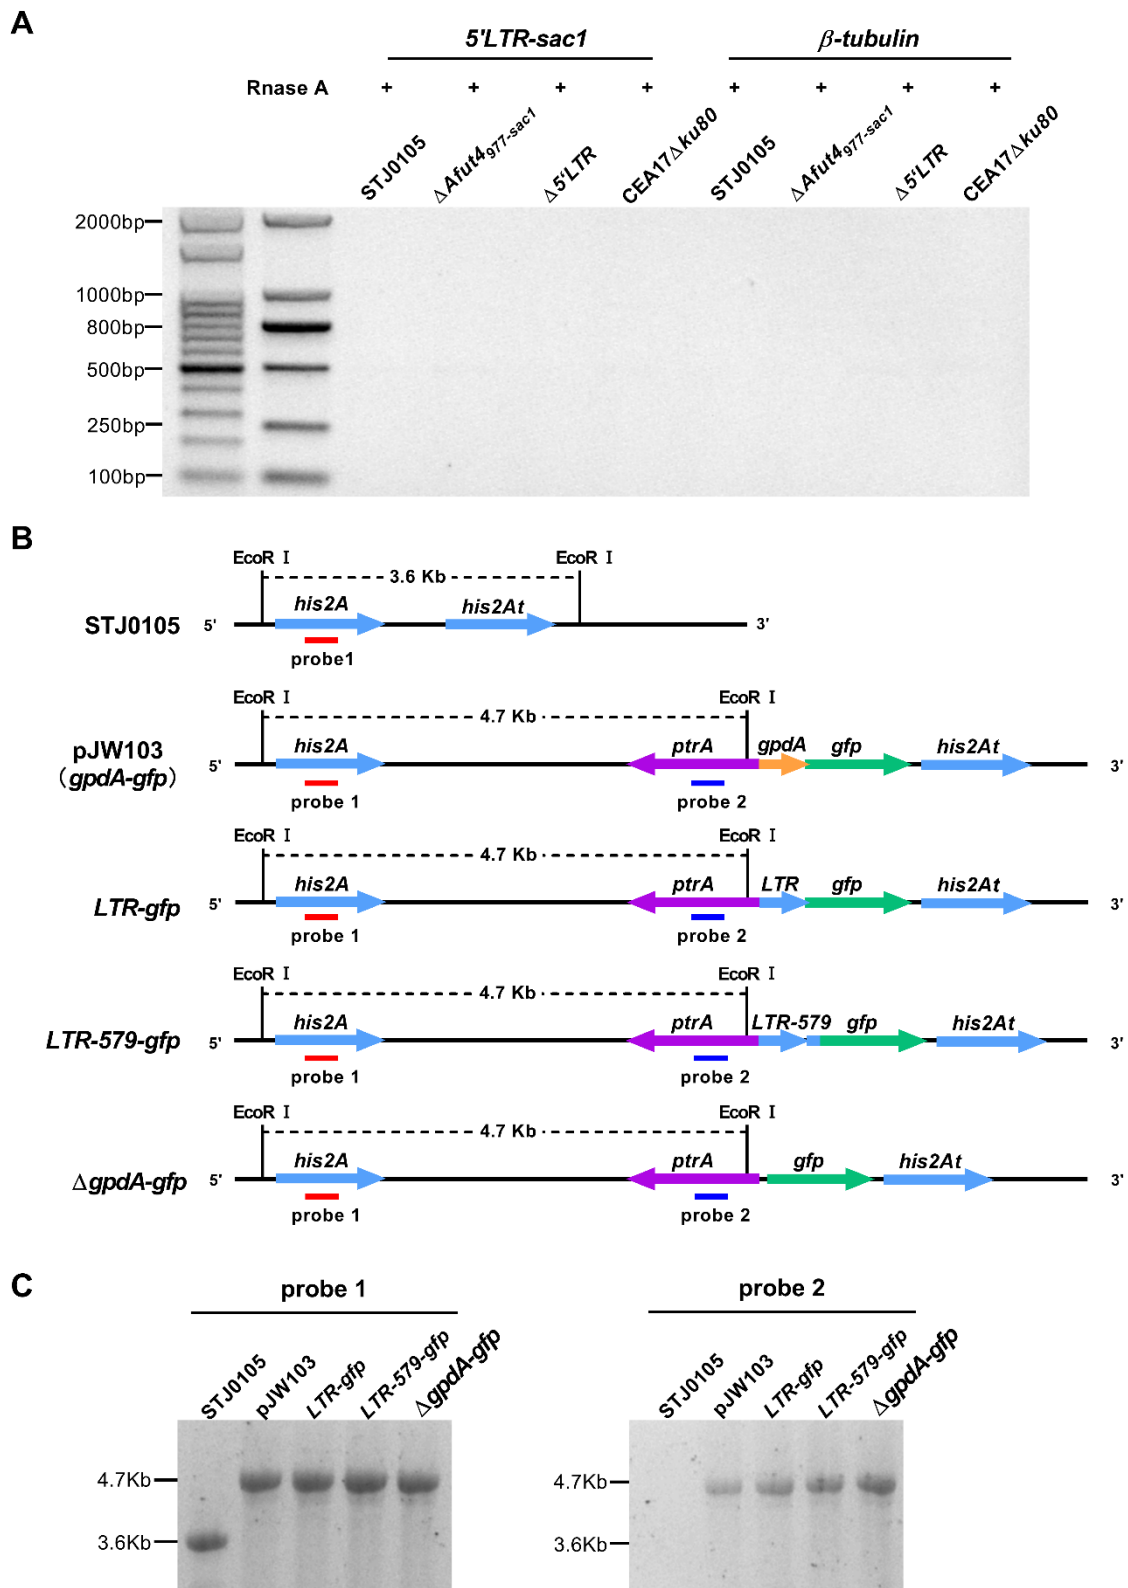 A
5'LTR-sac1 β-tubulin
Rnase A + + + + + + + +
STJ0105 ΔAfut4977-sac1 Δ5'LTR CEA17Δku80 STJ0105 ΔAfut4977-sac1 Δ5'LTR CEA17Δku80
2000bp
1000bp
800bp
500bp
250bp
100bp
B
EcoR I EcoR I
3.6 Kb
his2A his2At
STJ0105 5' 3'
probe1
EcoR I EcoR I
4.7 Kb
his2A ptrA gpdA gfp his2At
pJW103 5' 3'
(gpdA-gfp)
probe 1 probe 2
EcoR I EcoR I
4.7 Kb
his2A ptrA LTR gfp his2At
LTR-gfp 5' 3'
probe 1 probe 2
EcoR I EcoR I
4.7 Kb
his2A ptrA LTR-579 gfp his2At
LTR-579-gfp 5' 3'
probe 1 probe 2
EcoR I EcoR I
4.7 Kb
his2A ptrA gfp his2At
ΔgpdA-gfp 5' 3'
probe 1 probe 2
C
probe 1 probe 2
STJ0105 pJW103 LTR-gfp LTR-579-gfp ΔgpdA-gfp STJ0105 pJW103 LTR-gfp LTR-579-gfp ΔgpdA-gfp
4.7Kb 4.7Kb
3.6Kb 3.6Kb